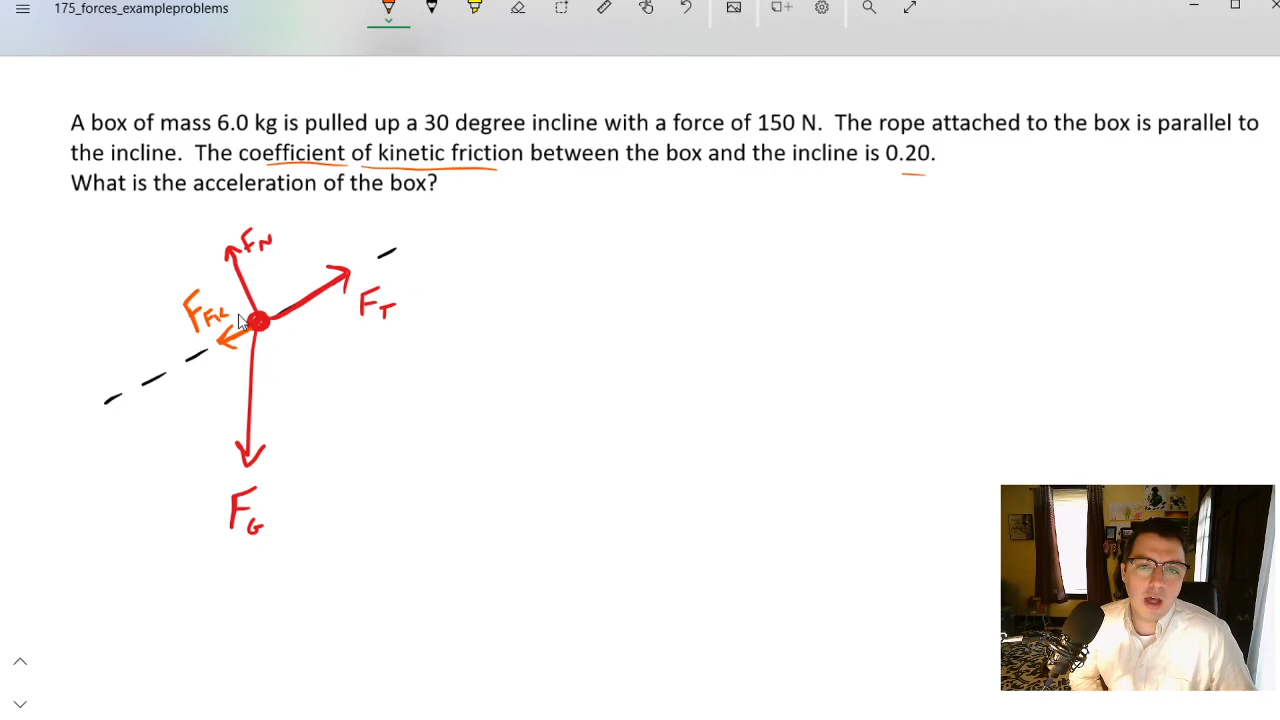 175_forces_exampleproblems
A box of mass 6.0 kg is pulled up a 30 degree incline with a force of 150 N.  The rope attached to the box is parallel to
the incline.  The coefficient of kinetic friction between the box and the incline is 0.20.
What is the acceleration of the box?
FN
FT
FG